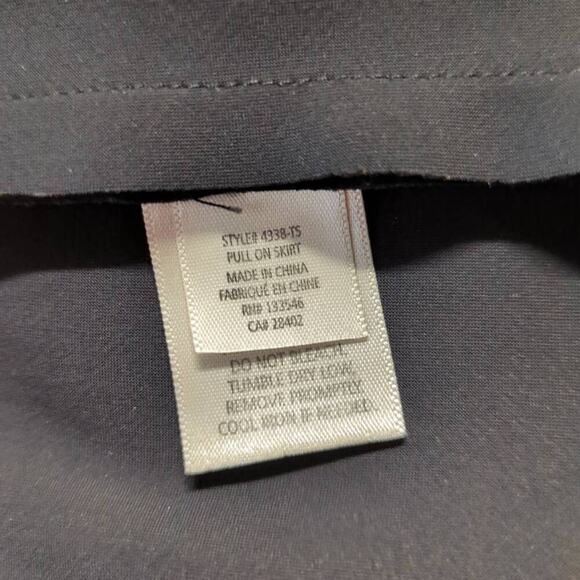 STYLE# 4338-TS
PULL ON SKIRT
MADE IN CHINA
FABRIQUÉ EN CHINE
RN# 133546
CA# 28402
DO NOT BLEACH.
TUMBLE DRY LOW.
REMOVE PROMPTLY.
COOL IRON IF NEEDED.